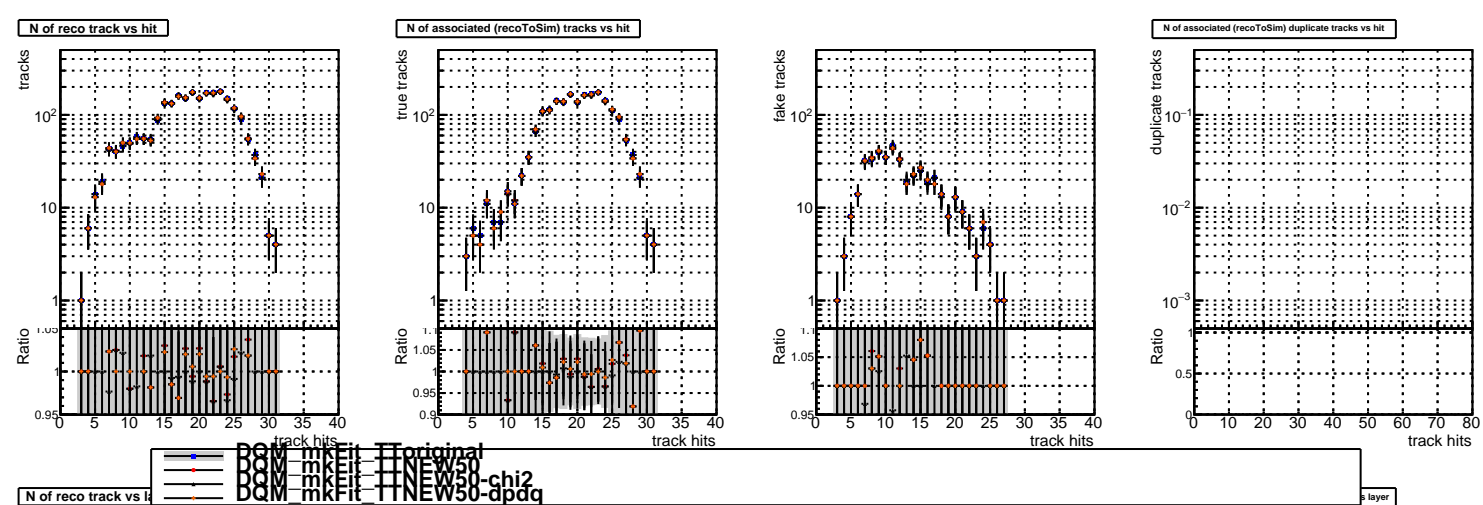 N of reco track vs hit
N of associated (recoToSim) tracks vs hit
N of associated (recoToSim) duplicate tracks vs hit
tracks
10²
10
1
true tracks
10²
10
1
fake tracks
10²
10
1
duplicate tracks
10⁻¹
10⁻²
10⁻³
Ratio
1.05
1
0.95
0 5 10 15 20 25 30 35 40
track hits
Ratio
1.1
1.05
1
0.95
0.9
0 5 10 15 20 25 30 35 40
track hits
Ratio
1.05
1
0.95
0 5 10 15 20 25 30 35 40
track hits
Ratio
1
0.5
0
0 10 20 30 40 50 60 70 80
track hits
DQM_mkFit_TToriginal
DQM_mkFit_TTNEW50
DQM_mkFit_TTNEW50-chi2
DQM_mkFit_TTNEW50-dpdq
N of reco track vs la
s layer